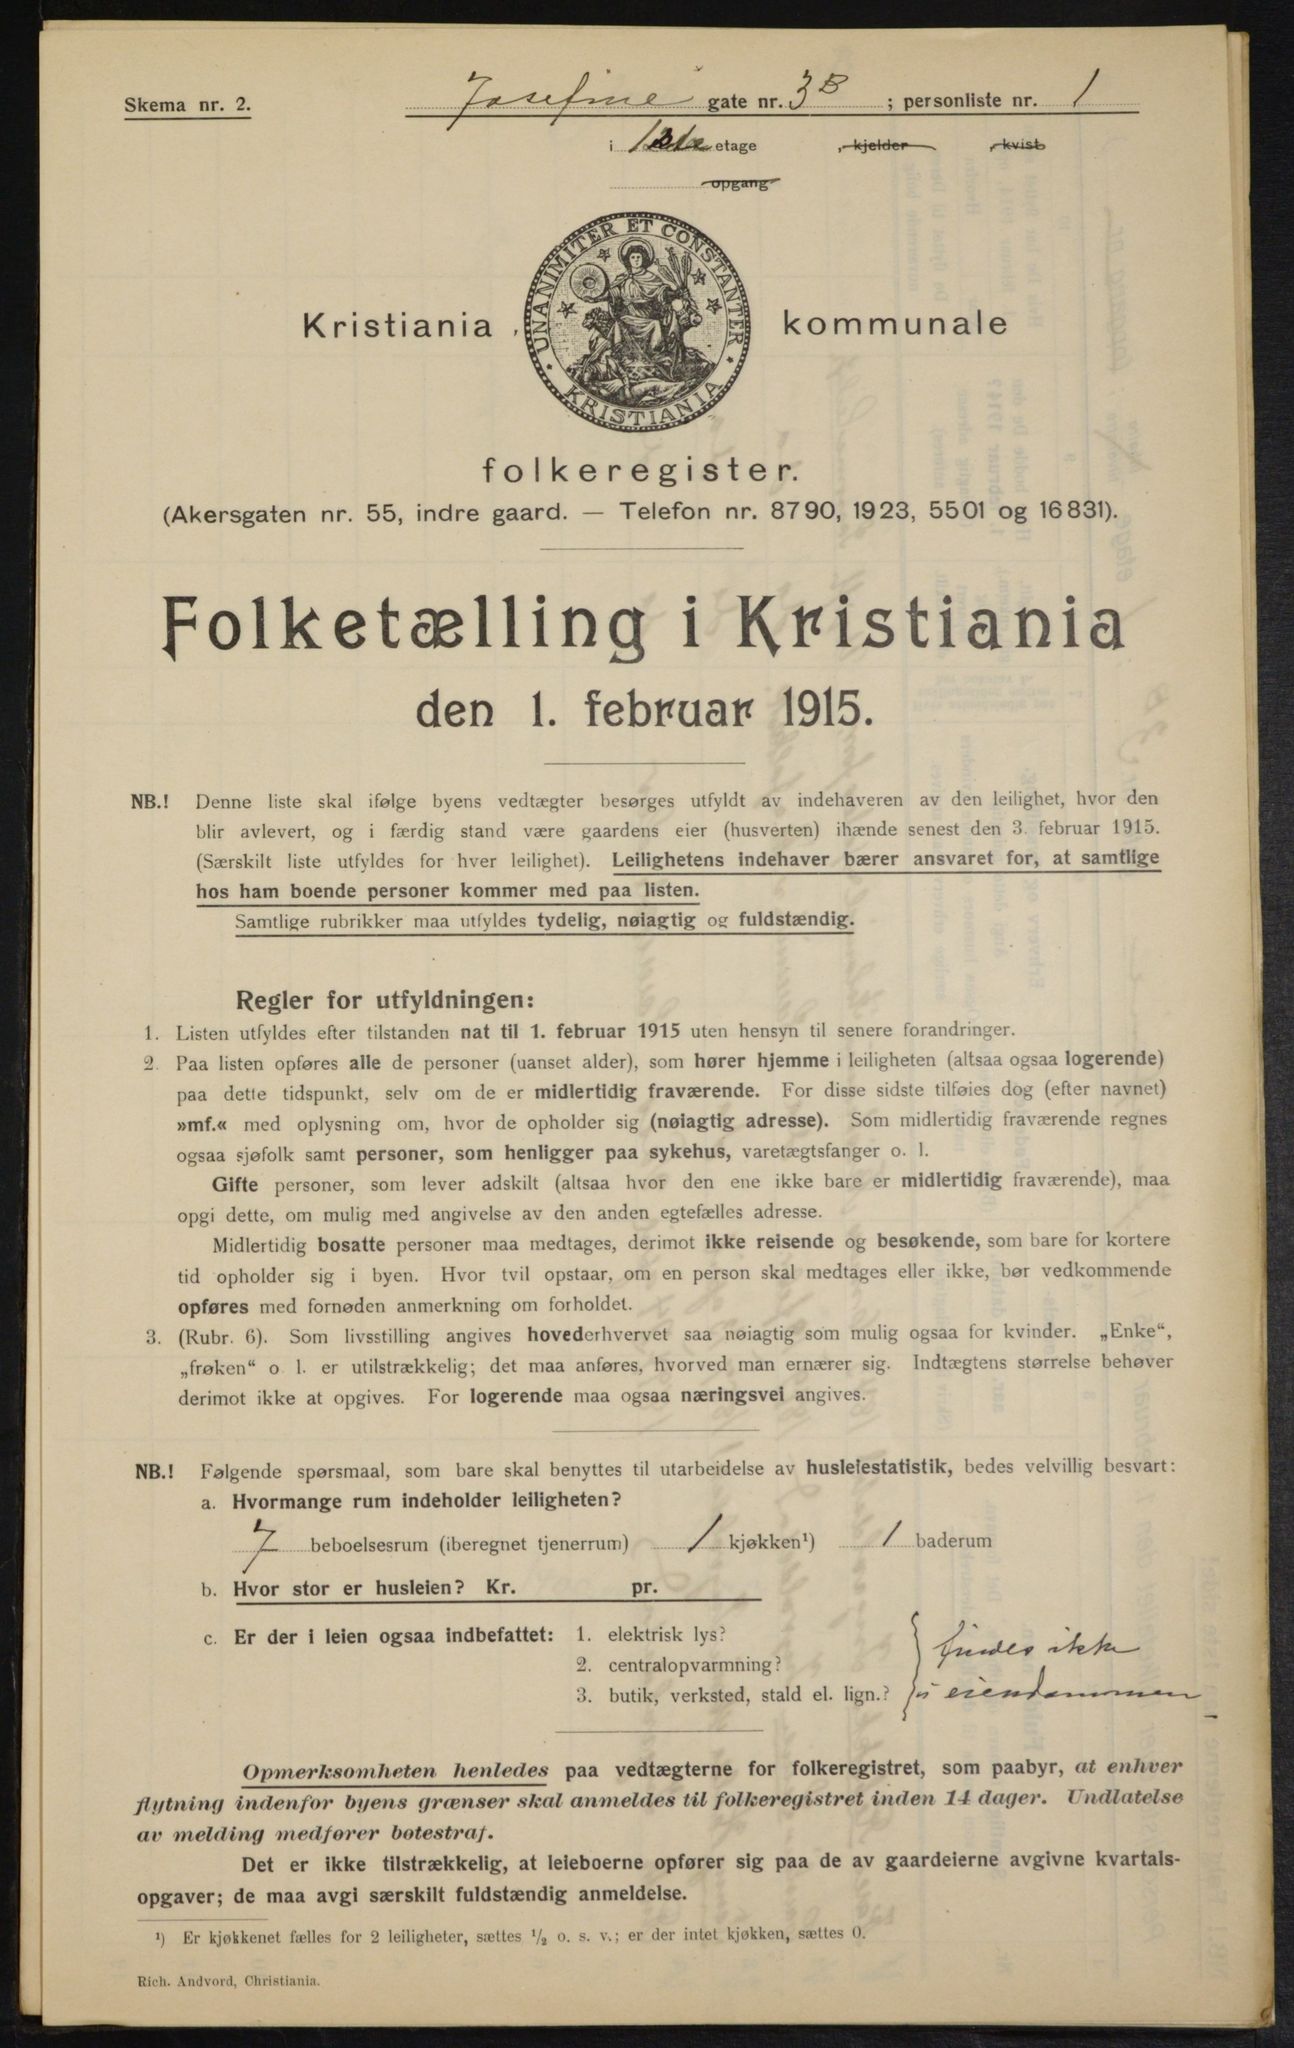 Skema nr. 2.
Josefine gate nr. 3B ; personliste nr. 1
i etage , kjelder , kvist
opgang
UNANIMITER ET CONSTANTER
KRISTIANIA
Kristiania kommunale
folkeregister.
(Akersgaten nr. 55, indre gaard. — Telefon nr. 8790, 1923, 5501 og 16831).
Folketælling i Kristiania
den 1. februar 1915.
NB.! Denne liste skal ifølge byens vedtægter besørges utfyldt av indehaveren av den leilighet, hvor den
blir avlevert, og i færdig stand være gaardens eier (husverten) ihænde senest den 3. februar 1915.
(Særskilt liste utfyldes for hver leilighet). Leilighetens indehaver bærer ansvaret for, at samtlige
hos ham boende personer kommer med paa listen.
Samtlige rubrikker maa utfyldes tydelig, nøiagtig og fuldstændig.
Regler for utfyldningen:
1. Listen utfyldes efter tilstanden nat til 1. februar 1915 uten hensyn til senere forandringer.
2. Paa listen opføres alle de personer (uanset alder), som hører hjemme i leiligheten (altsaa ogsaa logerende)
paa dette tidspunkt, selv om de er midlertidig fraværende. For disse sidste tilføies dog (efter navnet)
»mf.« med oplysning om, hvor de opholder sig (nøiagtig adresse). Som midlertidig fraværende regnes
ogsaa sjøfolk samt personer, som henligger paa sykehus, varetægtsfanger o. l.
Gifte personer, som lever adskilt (altsaa hvor den ene ikke bare er midlertidig fraværende), maa
opgi dette, om mulig med angivelse av den anden egtefælles adresse.
Midlertidig bosatte personer maa medtages, derimot ikke reisende og besøkende, som bare for kortere
tid opholder sig i byen. Hvor tvil opstaar, om en person skal medtages eller ikke, bør vedkommende
opføres med fornøden anmerkning om forholdet.
3. (Rubr. 6). Som livsstilling angives hovederhvervet saa nøiagtig som mulig ogsaa for kvinder. „Enke“,
„frøken“ o l. er utilstrækkelig; det maa anføres, hvorved man ernærer sig. Indtægtens størrelse behøver
derimot ikke at opgives. For logerende maa ogsaa næringsvei angives.
NB.! Følgende spørsmaal, som bare skal benyttes til utarbeidelse av husleiestatistik, bedes velvillig besvart:
a. Hvormange rum indeholder leiligheten?
7 beboelsesrum (iberegnet tjenerrum) 1 kjøkken¹) 1 baderum
b. Hvor stor er husleien? Kr. pr.
c. Er der i leien ogsaa indbefattet: 1. elektrisk lys? findes ikke
2. centralopvarmning?
3. butik, verksted, stald el. lign.? i eiendommen
Opmerksomheten henledes paa vedtægterne for folkeregistret, som paabyr, at enhver
flytning indenfor byens grænser skal anmeldes til folkeregistret inden 14 dager. Undlatelse
av melding medfører botestraf.
Det er ikke tilstrækkelig, at leieboerne opfører sig paa de av gaardeierne avgivne kvartals-
opgaver; de maa avgi særskilt fuldstændig anmeldelse.
¹) Er kjøkkenet fælles for 2 leiligheter, sættes ½ o. s. v.; er der intet kjøkken, sættes 0.
Rich. Andvord, Christiania.